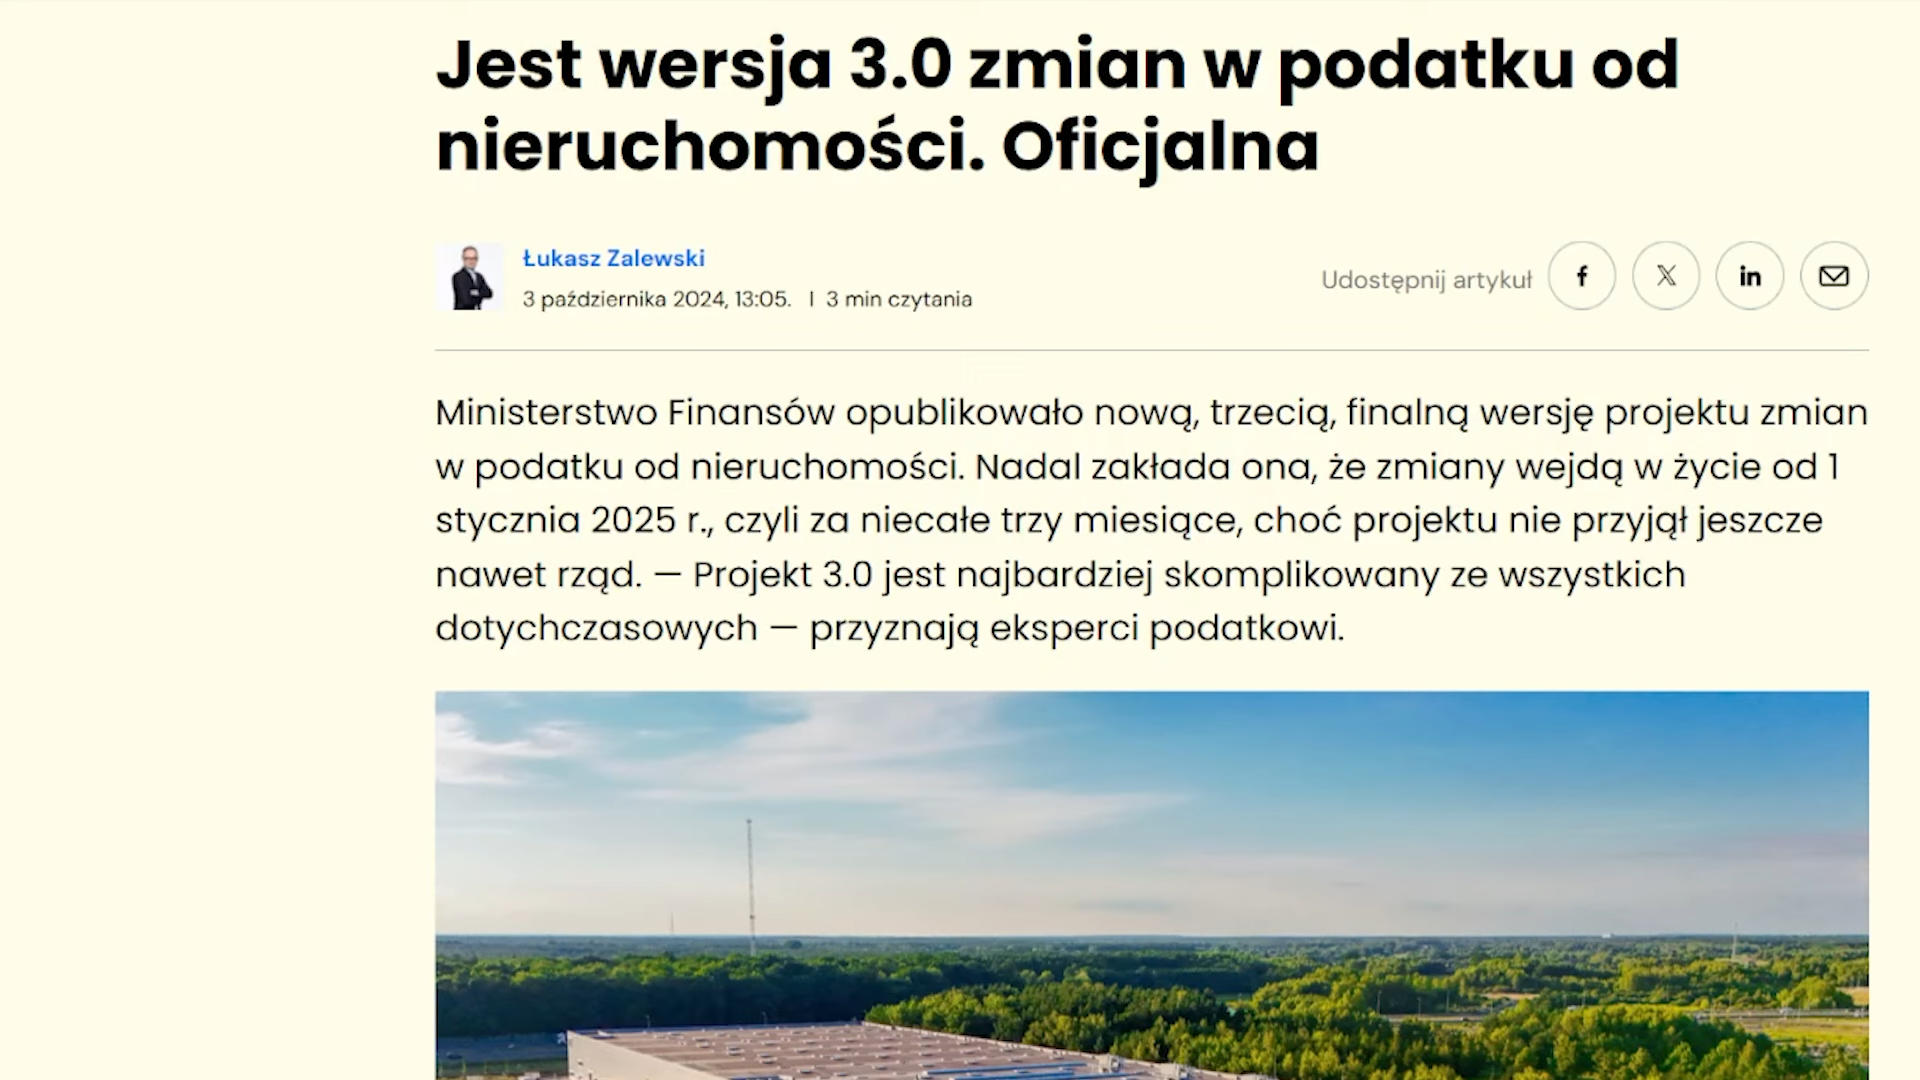 Jest wersja 3.0 zmian w podatku od
nieruchomości. Oficjalna
Łukasz Zalewski
3 października 2024, 13:05. | 3 min czytania
Udostępnij artykuł
Ministerstwo Finansów opublikowało nową, trzecią, finalną wersję projektu zmian
w podatku od nieruchomości. Nadal zakłada ona, że zmiany wejdą w życie od 1
stycznia 2025 r., czyli za niecałe trzy miesiące, choć projektu nie przyjął jeszcze
nawet rząd. — Projekt 3.0 jest najbardziej skomplikowany ze wszystkich
dotychczasowych — przyznają eksperci podatkowi.